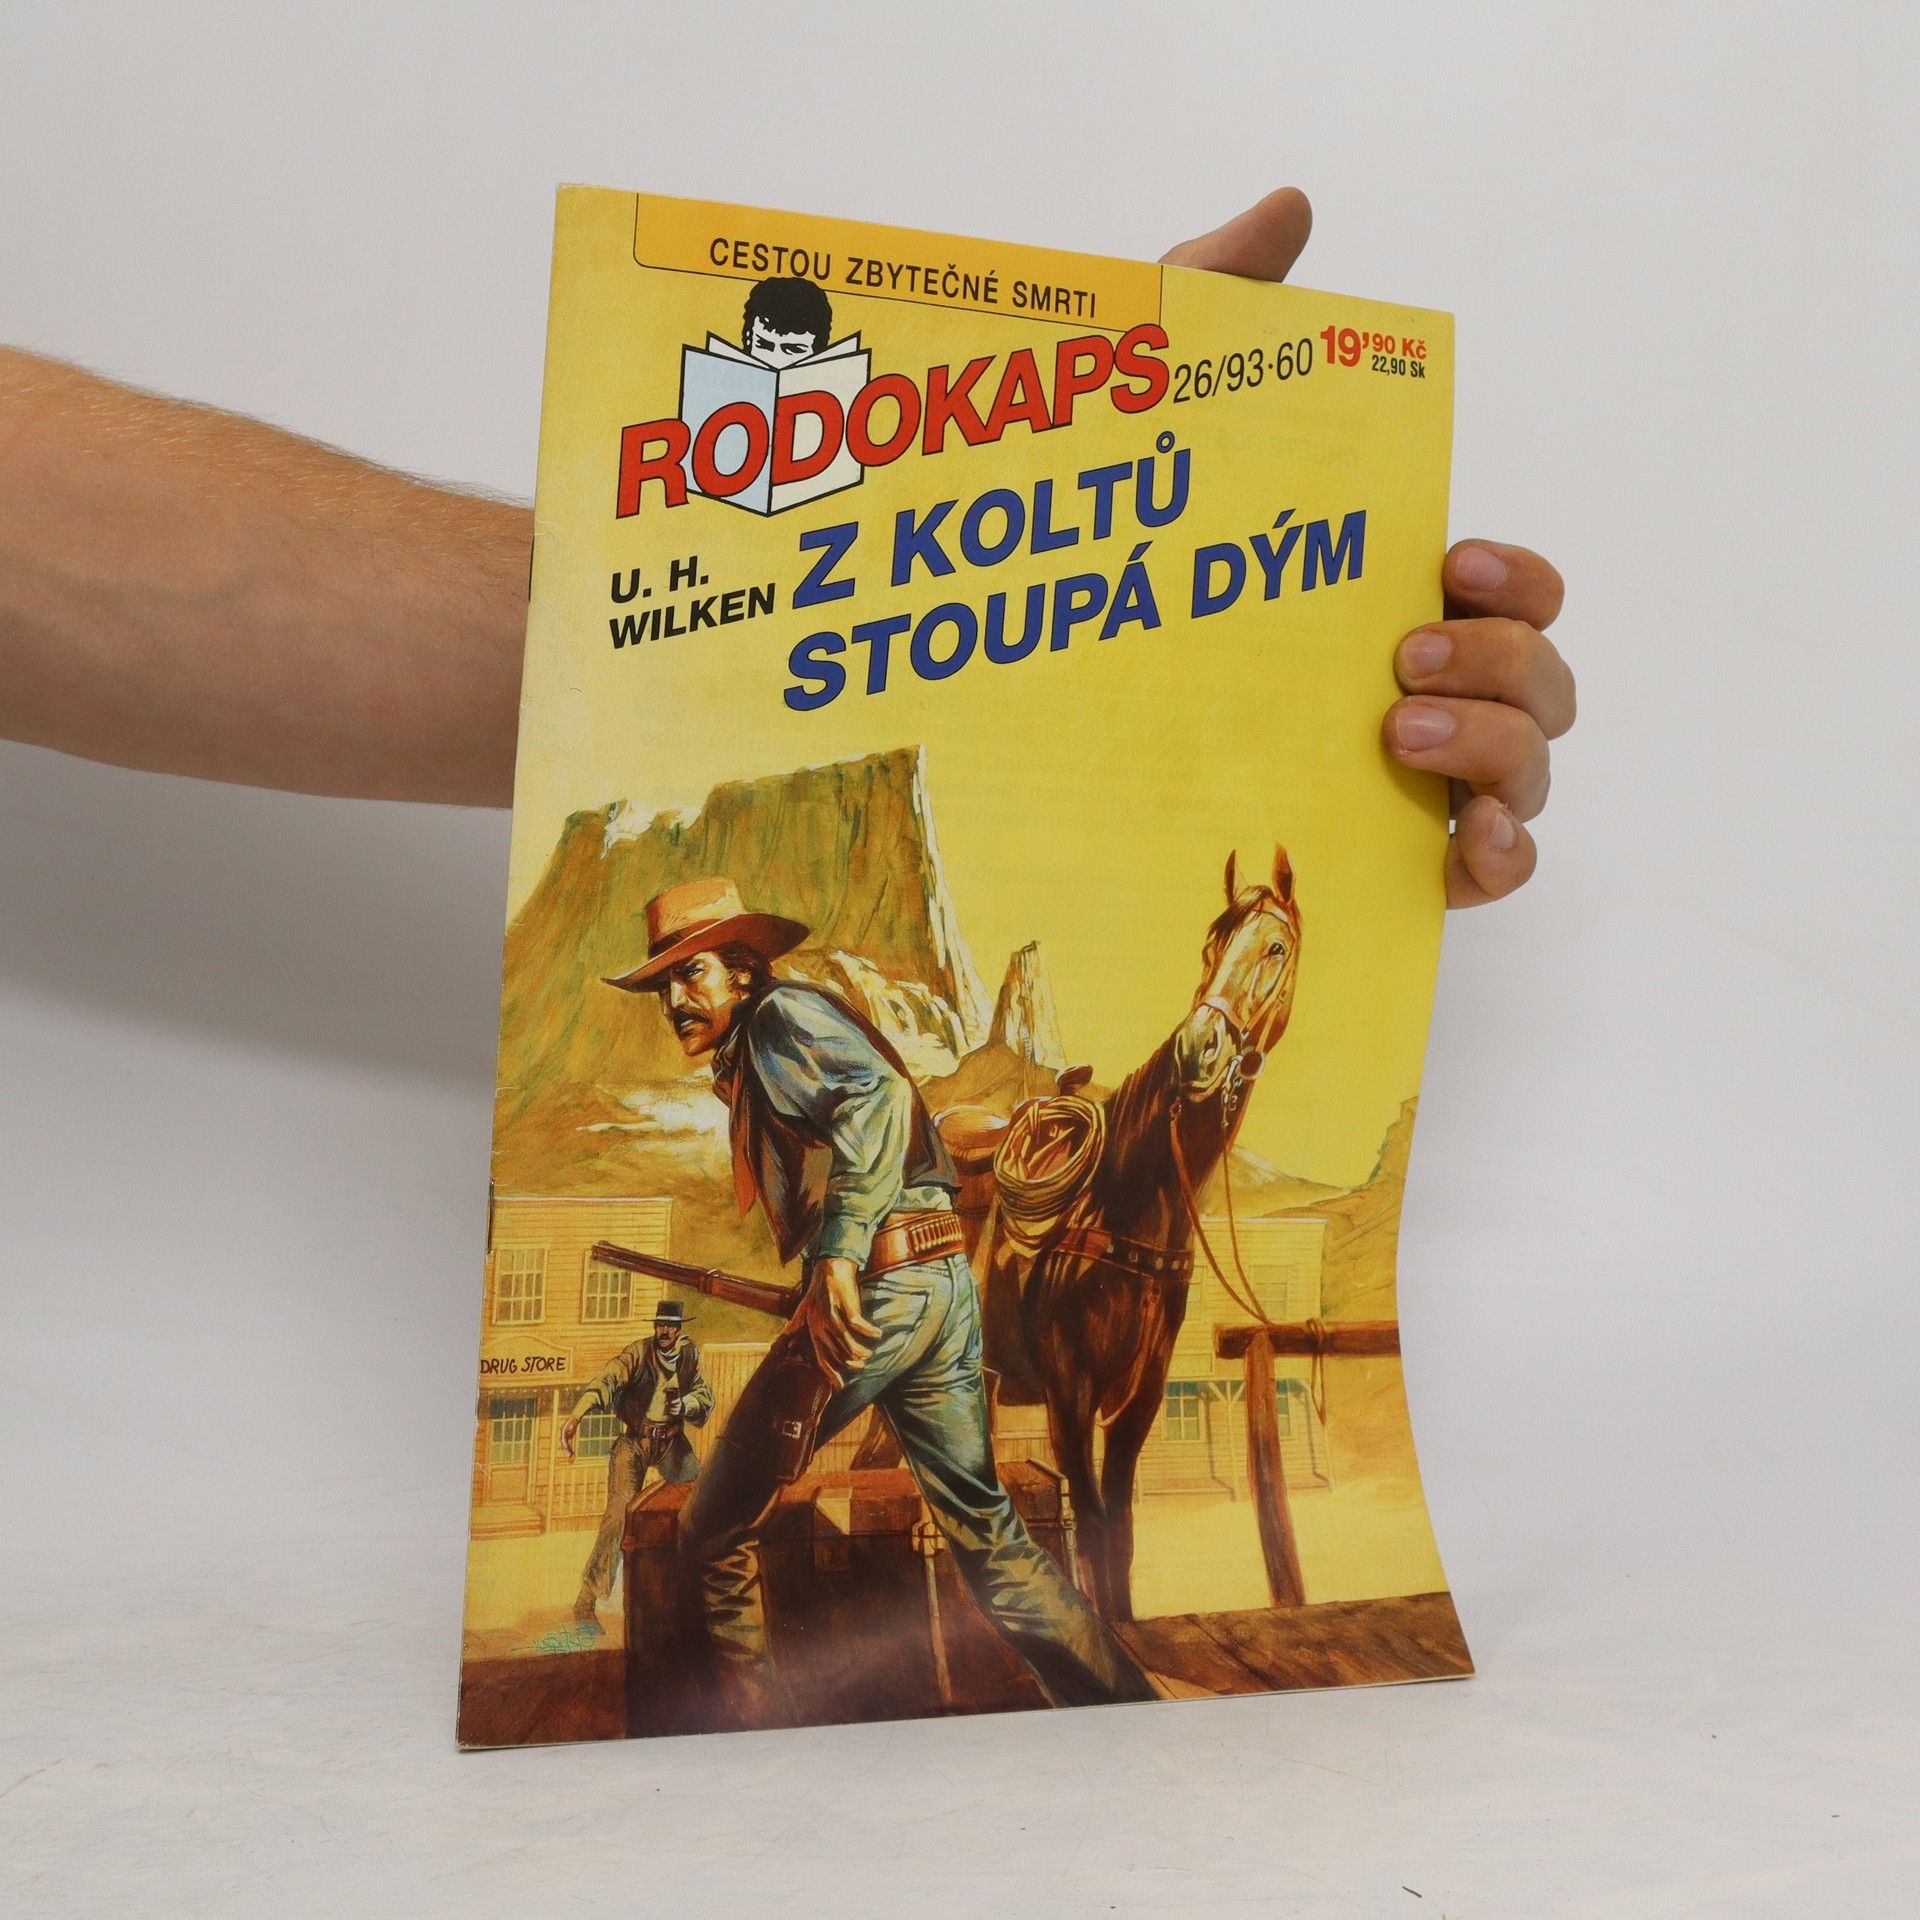 CESTOU ZBYTEČNÉ SMRTI
RODOKAPS
26/93·60
19'90 Kč
22,90 Sk
U. H.
WILKEN
Z KOLTŮ
STOUPÁ DÝM
DRUG STORE